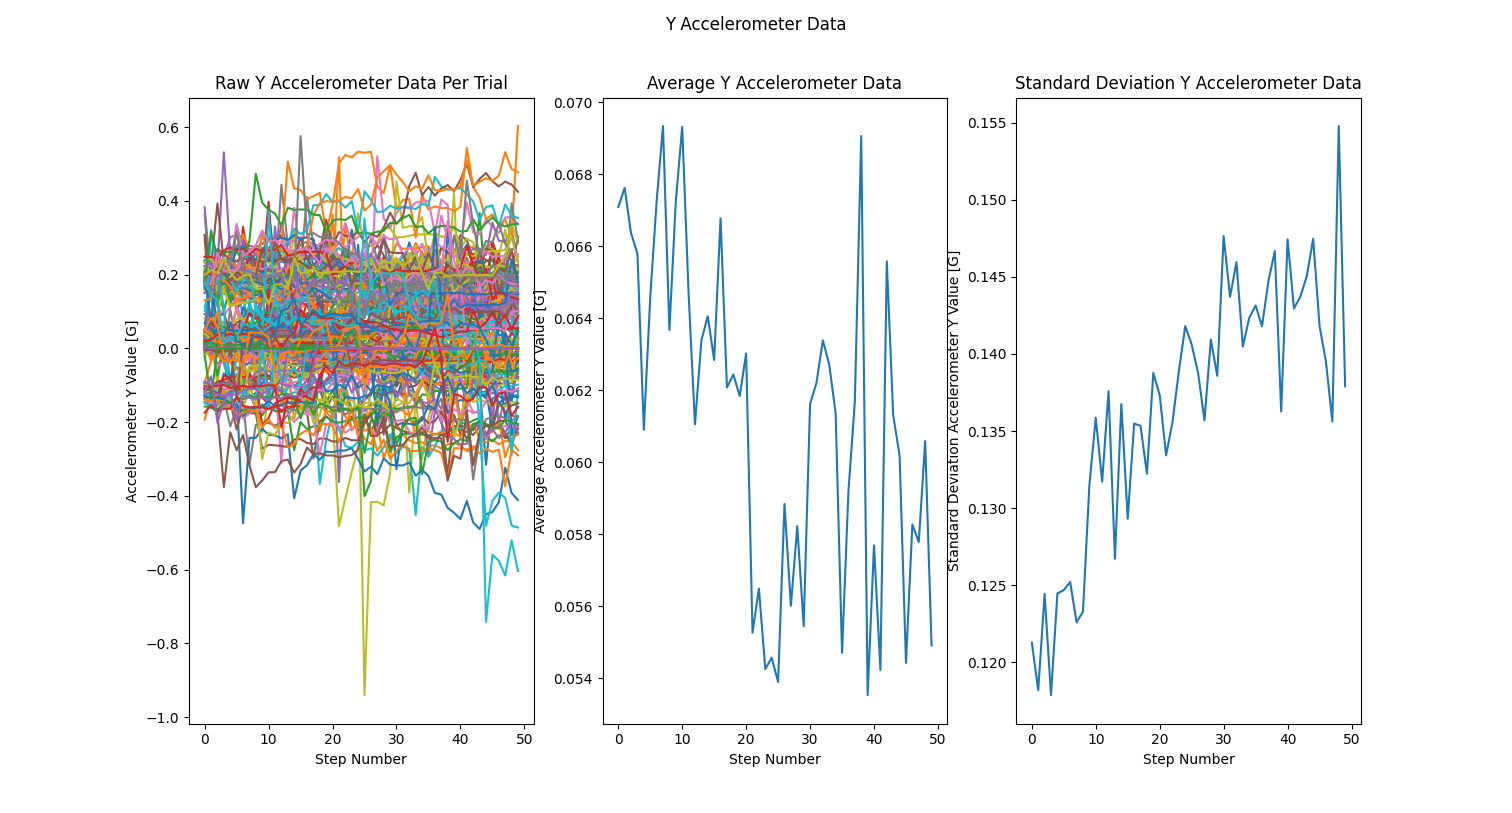 Y Accelerometer Data
Raw Y Accelerometer Data Per Trial
Accelerometer Y Value [G]
0.6
0.4
0.2
0.0
−0.2
−0.4
−0.6
−0.8
−1.0
0 10 20 30 40 50
Step Number
Average Y Accelerometer Data
Average Accelerometer Y Value [G]
0.070
0.068
0.066
0.064
0.062
0.060
0.058
0.056
0.054
0 10 20 30 40 50
Step Number
Standard Deviation Y Accelerometer Data
Standard Deviation Accelerometer Y Value [G]
0.155
0.150
0.145
0.140
0.135
0.130
0.125
0.120
0 10 20 30 40 50
Step Number